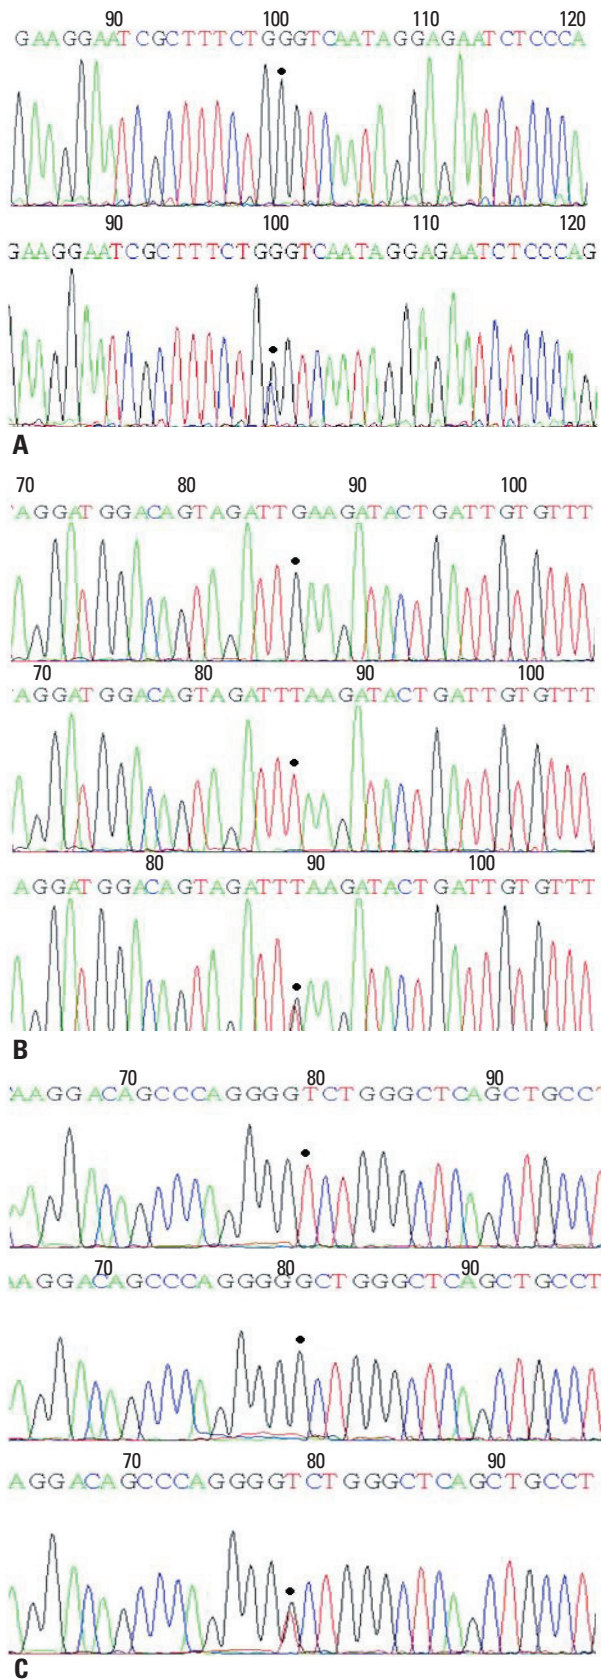 90 100 110 120
GAAGGAATCGCTTTCTGGGTCAATAGGAGAATCTCCCA
90 100 110 120
GAAGGAATCGCTTTCTGGGTCAATAGGAGAATCTCCCAG
A
70 80 90 100
AGGATGGACAGTAGATTGAAGATACTGATTGTGTTT
70 80 90 100
AGGATGGACAGTAGATTTAAGATACTGATTGTGTTT
80 90 100
AGGATGGACAGTAGATTTAAGATACTGATTGTGTTT
B
70 80 90
AAGGACAGCCCAGGGGTCTGGGCTCAGCTGCC
70 80 90
AAGGACAGCCCAGGGGGCTGGGCTCAGCTGCCT
70 80 90
AGGACAGCCCAGGGGTCTGGGCTCAGCTGCCT
C